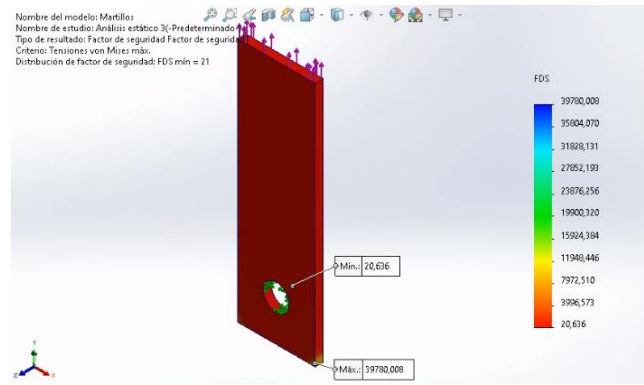 Nombre del modelo: Martillos
Nombre de estudio: Análisis estático 3(-Predeterminado
Tipo de resultado: Factor de seguridad Factor de seguridad
Criterio: Tensiones von Mises máx.
Distribución de factor de seguridad: FDS mín = 21
FDS
39780,008
35804,070
31828,131
27852,193
23876,256
19900,320
15924,384
11948,446
7972,510
3996,573
20,636
Mín.: 20,636
Máx.: 39780,008
Y
Z
X